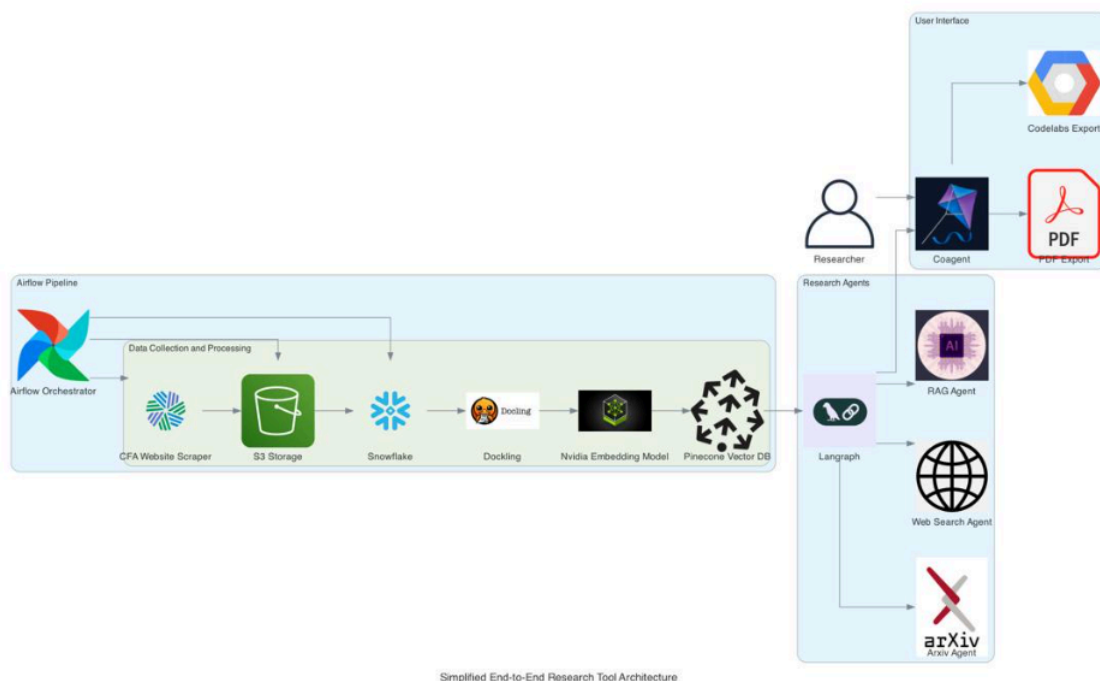 User Interface
Codelabs Export
Researcher
Coagent
PDF
PDF Export
Airflow Pipeline
Airflow Orchestrator
Data Collection and Processing
CFA Website Scraper
S3 Storage
Snowflake
Docling
Dockling
Nvidia Embedding Model
Pinecone Vector DB
Research Agents
Langraph
AI
RAG Agent
Web Search Agent
arXiv
Arxiv Agent
Simplified End-to-End Research Tool Architecture